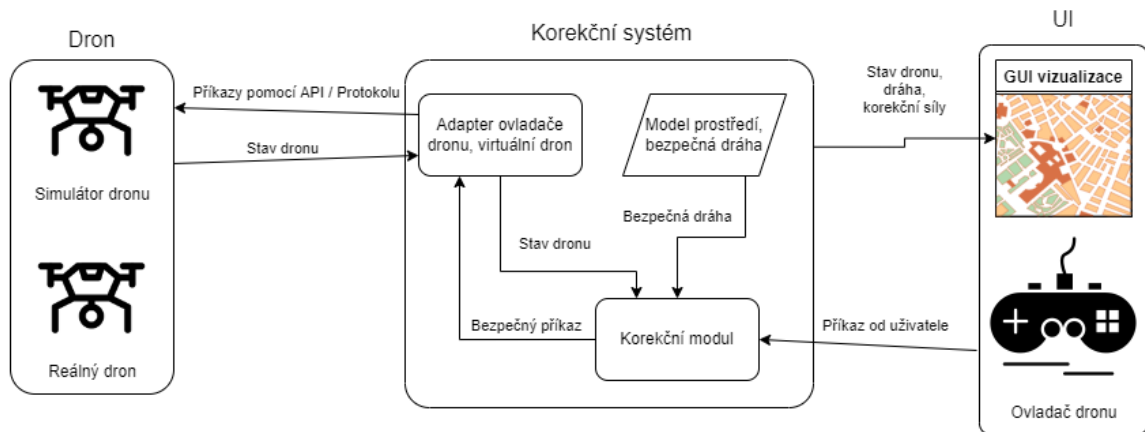 Dron
Korekční systém
UI
Příkazy pomocí API / Protokolu
Stav dronu
Simulátor dronu
Reálný dron
Adapter ovladače
dronu, virtuální dron
Model prostředí,
bezpečná dráha
Bezpečná dráha
Stav dronu
Bezpečný příkaz
Korekční modul
Stav dronu,
dráha,
korekční síly
Příkaz od uživatele
GUI vizualizace
Ovladač dronu